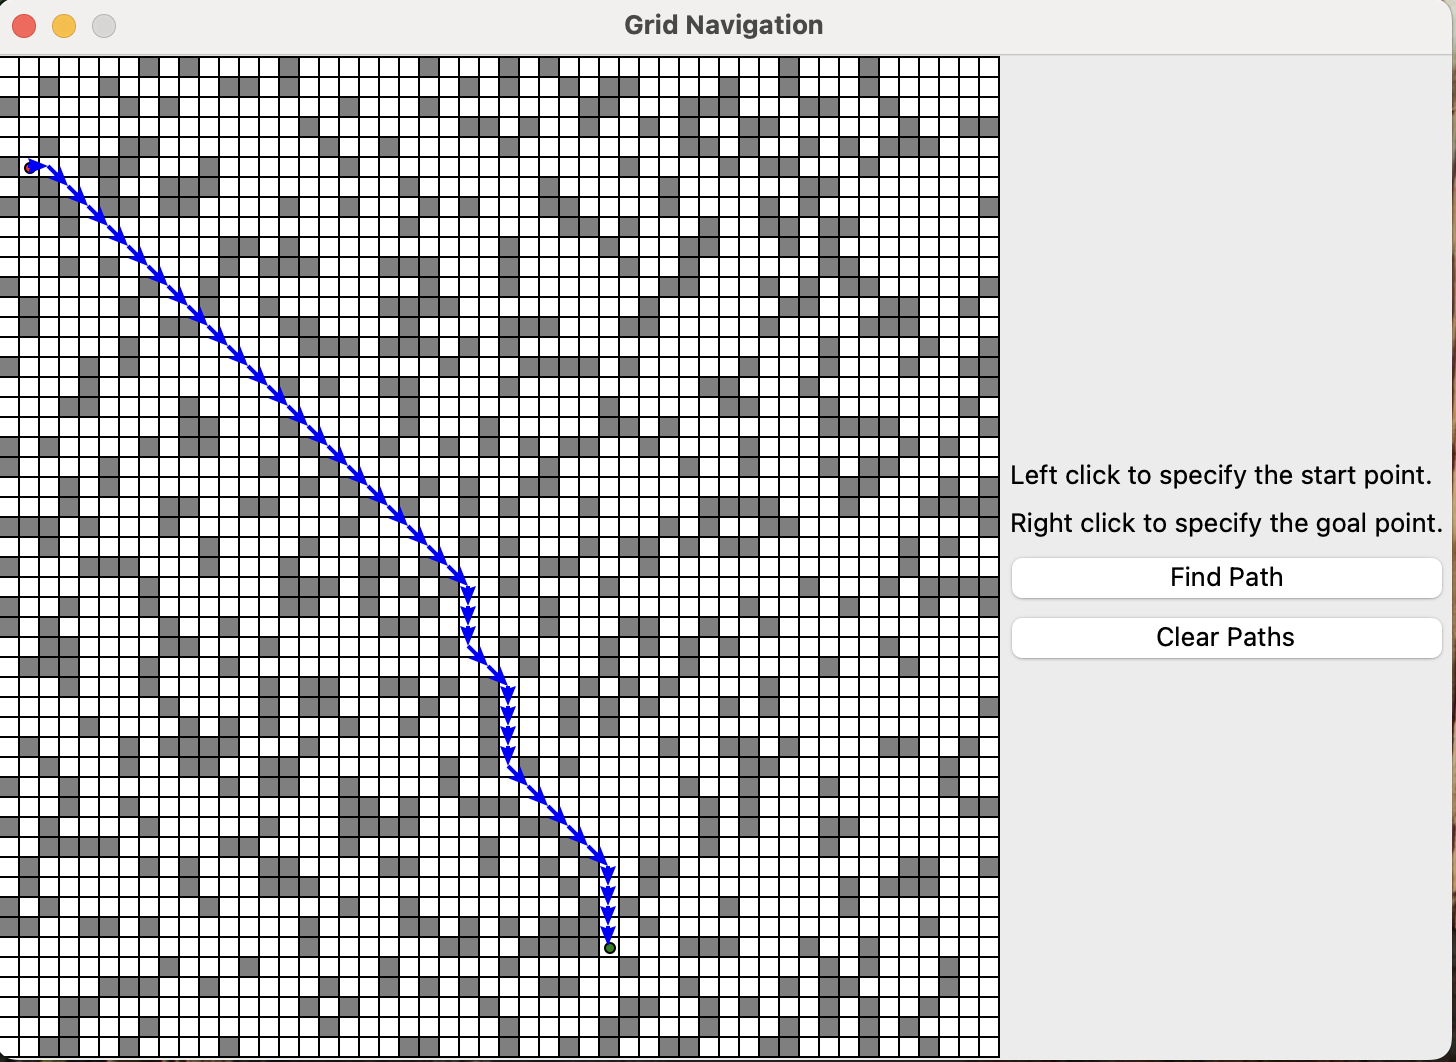 Grid Navigation
Left click to specify the start point.
Right click to specify the goal point.
Find Path
Clear Paths